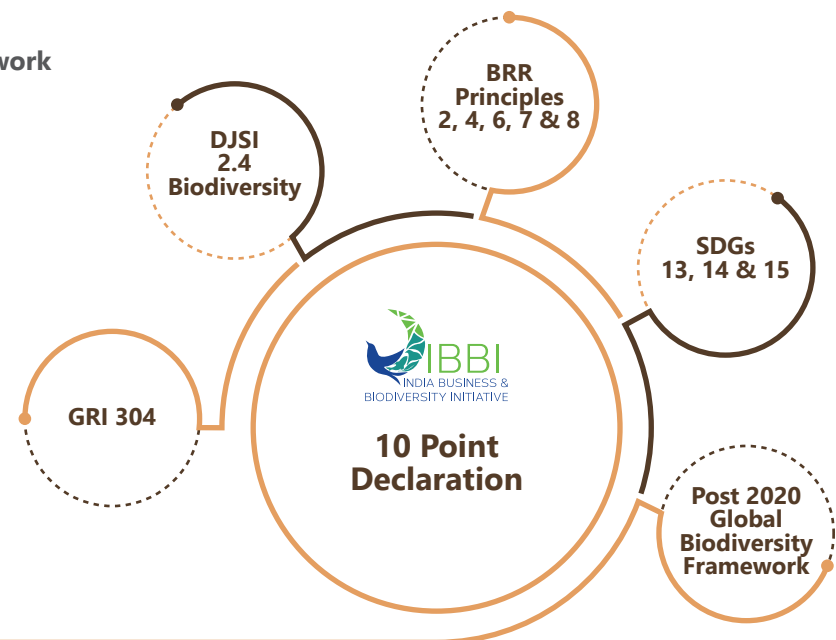 work
BRR
Principles
2, 4, 6, 7 & 8
DJSI
2.4
Biodiversity
SDGs
13, 14 & 15
GRI 304
IBBI
INDIA BUSINESS &
BIODIVERSITY INITIATIVE
10 Point
Declaration
Post 2020
Global
Biodiversity
Framework